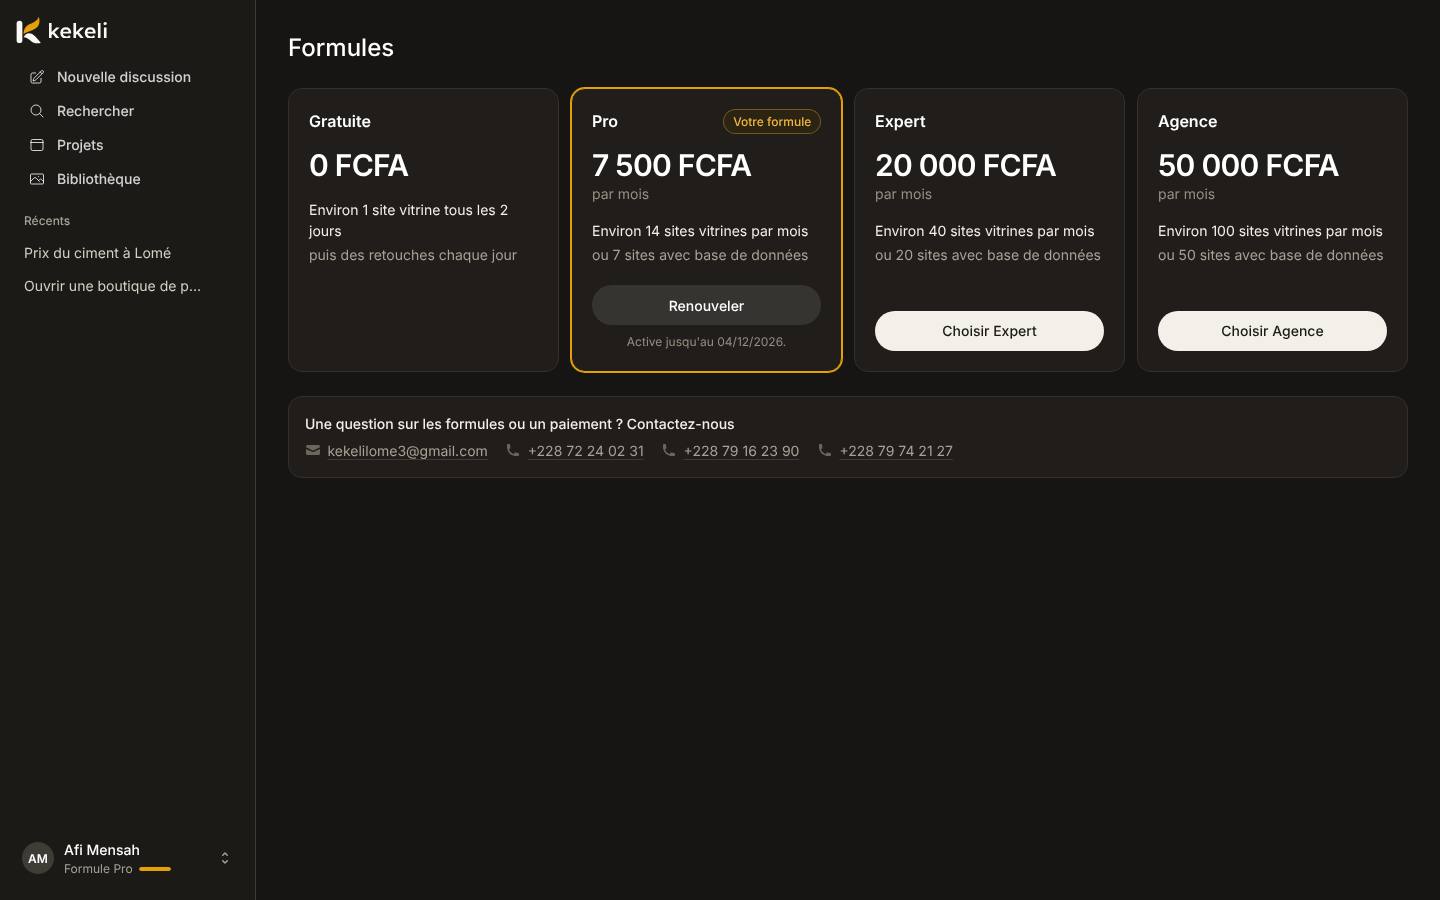 kekeli
Nouvelle discussion
Rechercher
Projets
Bibliothèque
Récents
Prix du ciment à Lomé
Ouvrir une boutique de p...
AM
Afi Mensah
Formule Pro
Formules
Gratuite
0 FCFA
Environ 1 site vitrine tous les 2
jours
puis des retouches chaque jour
Pro
Votre formule
7 500 FCFA
par mois
Environ 14 sites vitrines par mois
ou 7 sites avec base de données
Renouveler
Active jusqu'au 04/12/2026.
Expert
20 000 FCFA
par mois
Environ 40 sites vitrines par mois
ou 20 sites avec base de données
Choisir Expert
Agence
50 000 FCFA
par mois
Environ 100 sites vitrines par mois
ou 50 sites avec base de données
Choisir Agence
Une question sur les formules ou un paiement ? Contactez-nous
kekelilome3@gmail.com +228 72 24 02 31 +228 79 16 23 90 +228 79 74 21 27